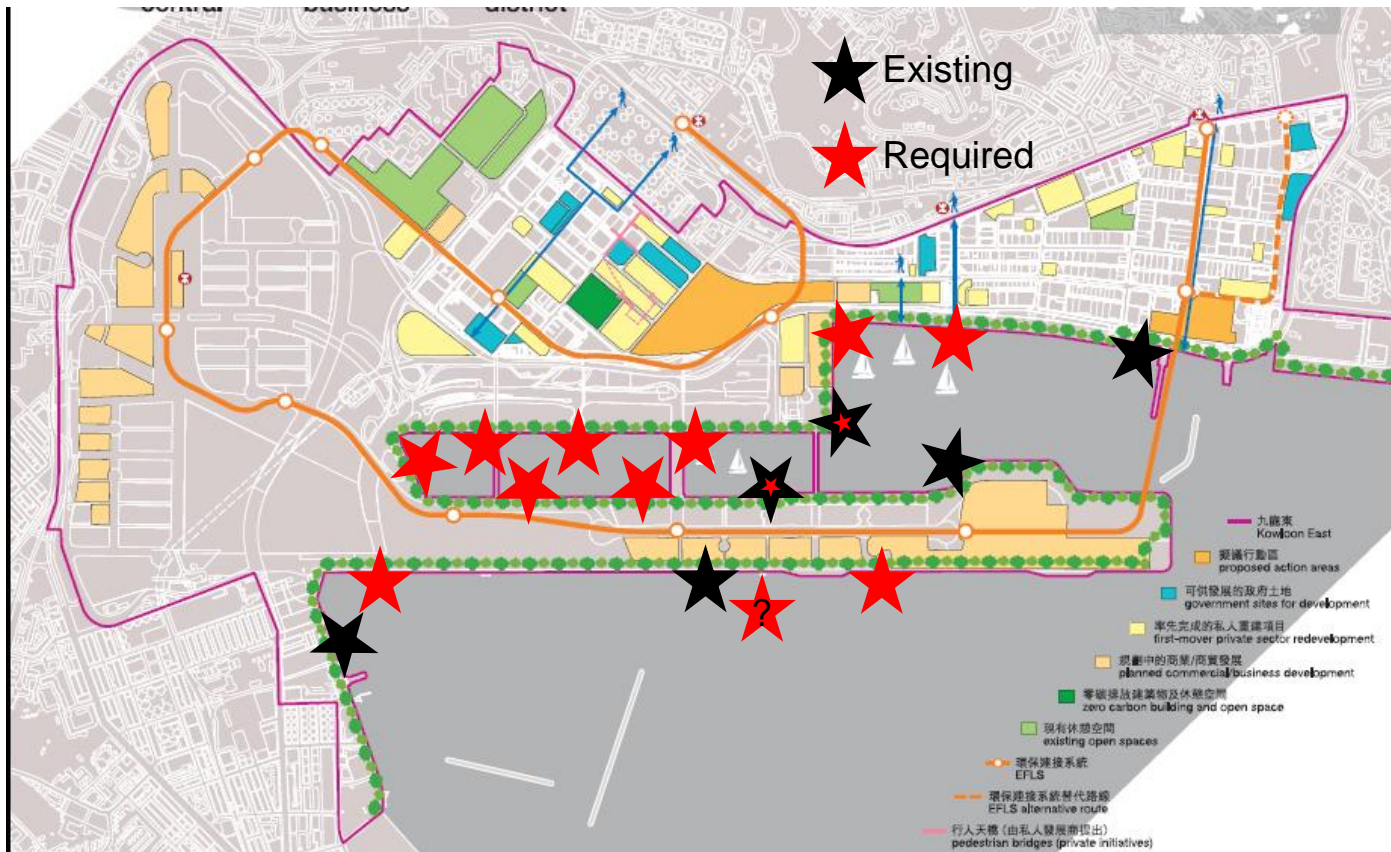 central business district
Existing
Required
?
九龍東
Kowloon East
擬議行動區
proposed action areas
可供發展的政府土地
government sites for development
率先完成的私人重建項目
first-mover private sector redevelopment
規劃中的商業/商貿發展
planned commercial/business development
零碳排放建築物及休憩空間
zero carbon building and open space
現有休憩空間
existing open spaces
環保連接系統
EFLS
環保連接系統替代路線
EFLS alternative route
行人天橋 (由私人發展商提出)
pedestrian bridges (private initiatives)